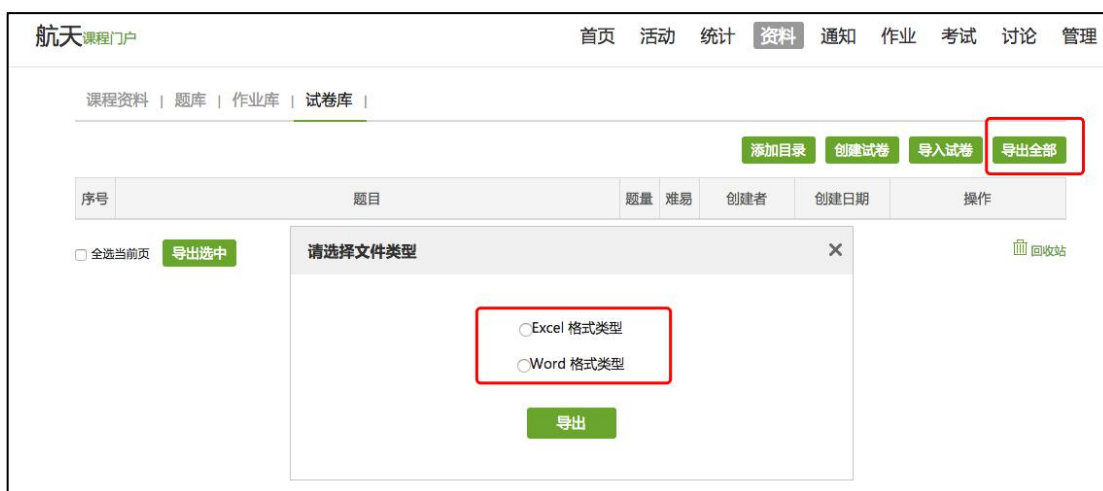 航天课程门户 首页 活动 统计 资料 通知 作业 考试 讨论 管理
课程资料 | 题库 | 作业库 | 试卷库 |
添加目录 创建试卷 导入试卷 导出全部
序号 题目 题量 难易 创建者 创建日期 操作
全选当前页 导出选中 回收站
请选择文件类型 ×
Excel 格式类型
Word 格式类型
导出